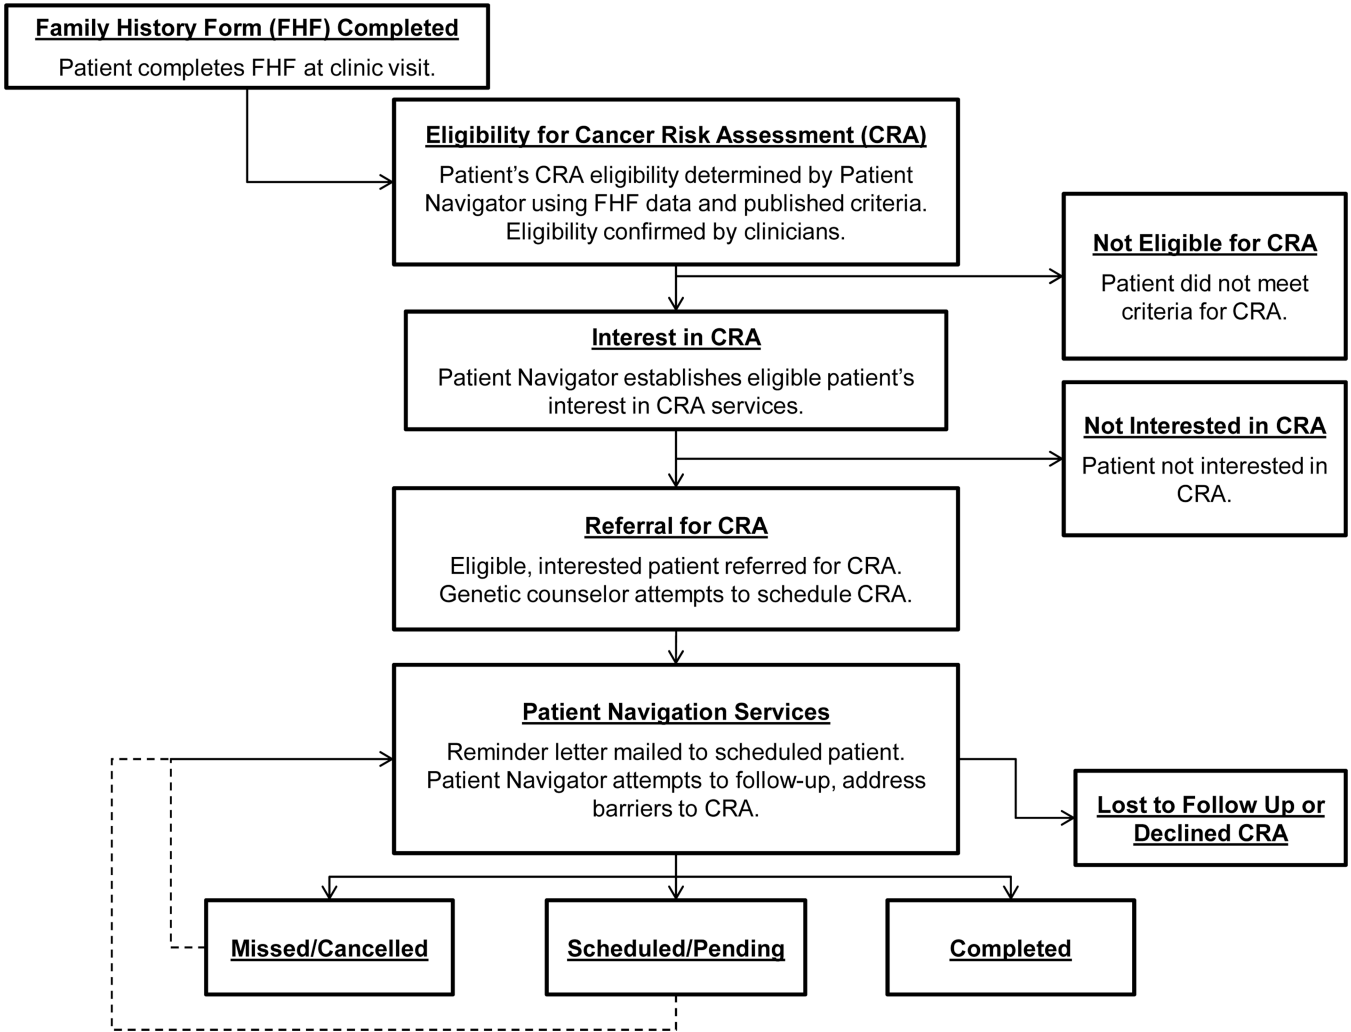 Family History Form (FHF) Completed
Patient completes FHF at clinic visit.
Eligibility for Cancer Risk Assessment (CRA)
Patient’s CRA eligibility determined by Patient
Navigator using FHF data and published criteria.
Eligibility confirmed by clinicians.
Not Eligible for CRA
Patient did not meet
criteria for CRA.
Interest in CRA
Patient Navigator establishes eligible patient’s
interest in CRA services.
Not Interested in CRA
Patient not interested in
CRA.
Referral for CRA
Eligible, interested patient referred for CRA.
Genetic counselor attempts to schedule CRA.
Patient Navigation Services
Reminder letter mailed to scheduled patient.
Patient Navigator attempts to follow-up, address
barriers to CRA.
Lost to Follow Up or
Declined CRA
Missed/Cancelled
Scheduled/Pending
Completed